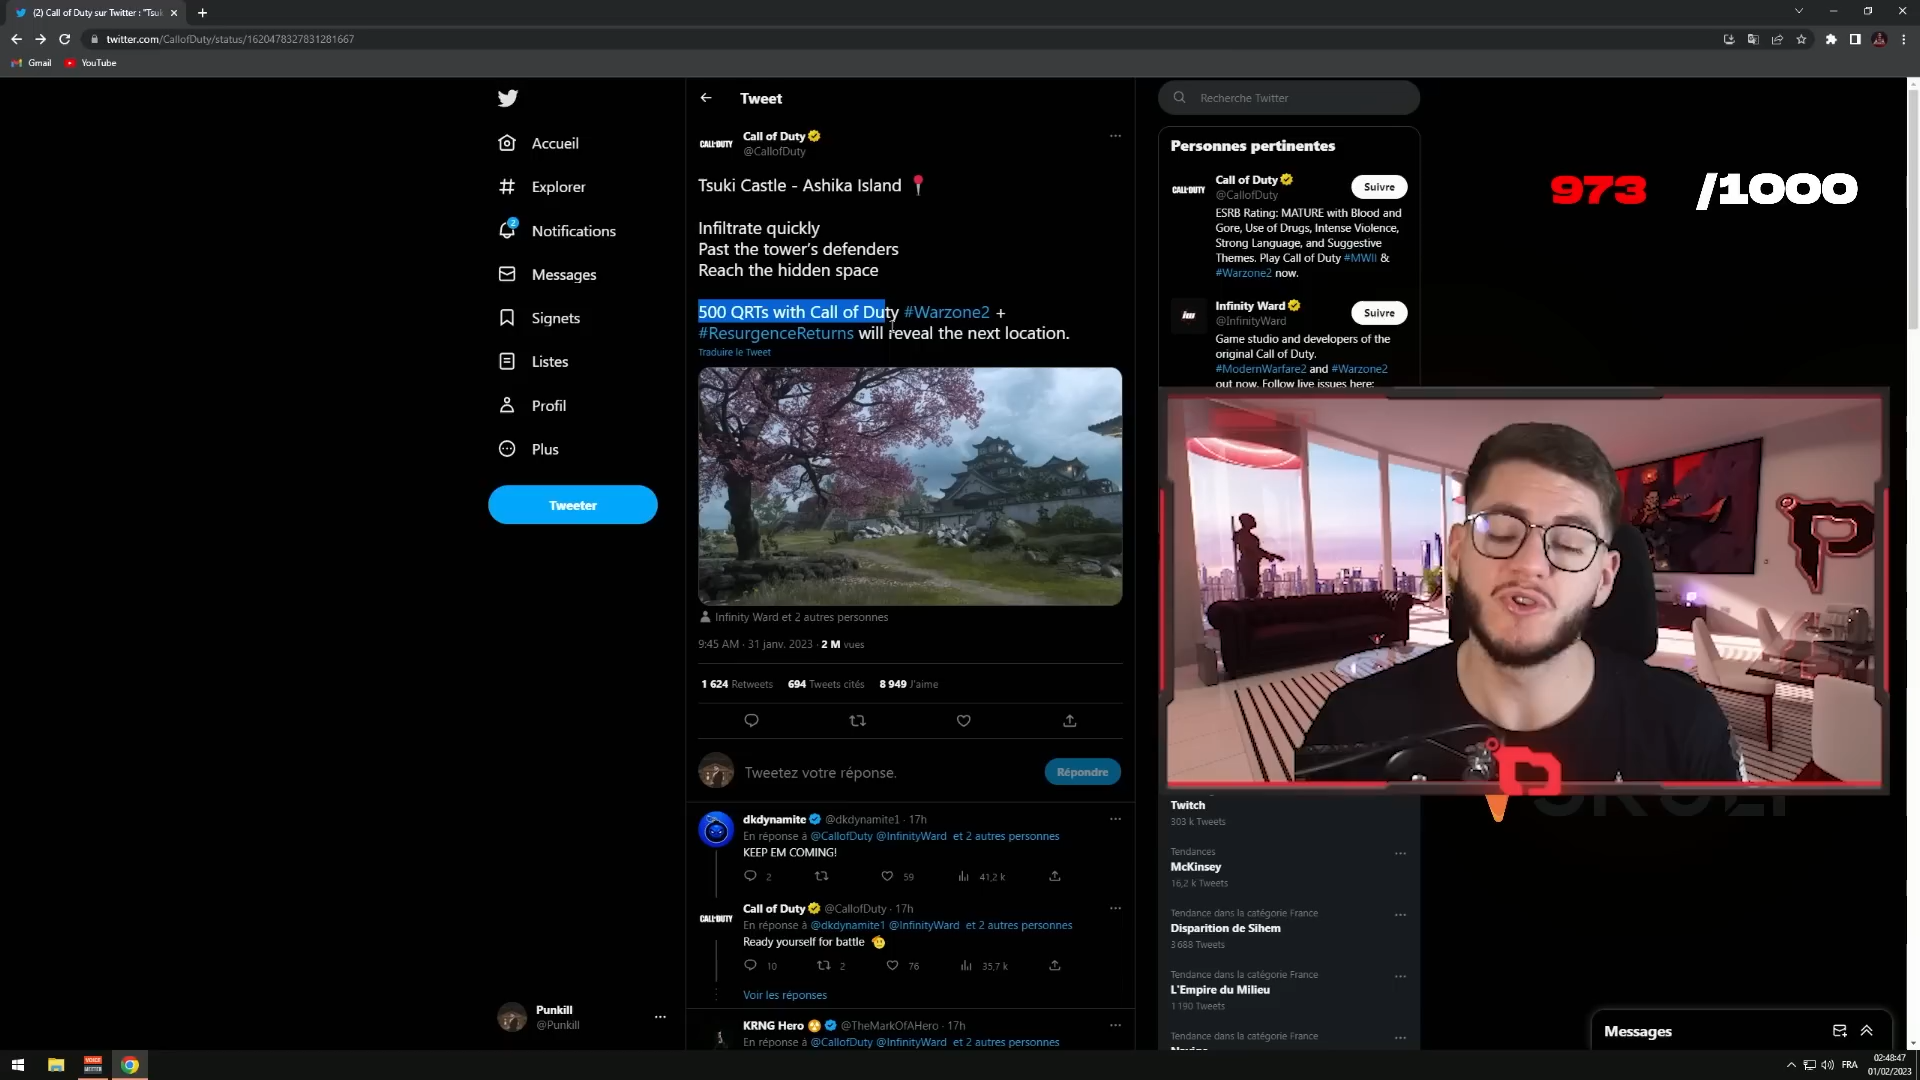 (2) Call of Duty sur Twitter : "Tsuk
twitter.com/CallofDuty/status/1620478327831281667
Gmail
YouTube
Accueil
Explorer
2
Notifications
Messages
Signets
Listes
Profil
Plus
Tweeter
Punkill
@Punkill
Tweet
CALL·DUTY
Call of Duty
@CallofDuty
Tsuki Castle - Ashika Island 📍
Infiltrate quickly
Past the tower's defenders
Reach the hidden space
500 QRTs with Call of Duty #Warzone2 +
#ResurgenceReturns will reveal the next location.
Traduire le Tweet
Infinity Ward et 2 autres personnes
9:45 AM · 31 janv. 2023 · 2 M vues
1 624 Retweets 694 Tweets cités 8 949 J'aime
Tweetez votre réponse.
Répondre
dkdynamite @dkdynamite1 · 17h
En réponse à @CallofDuty @InfinityWard et 2 autres personnes
KEEP EM COMING!
2 59 41,2 k
CALL·DUTY
Call of Duty @CallofDuty · 17h
En réponse à @dkdynamite1 @InfinityWard et 2 autres personnes
Ready yourself for battle 🫡
10 2 76 35,7 k
Voir les réponses
KRNG Hero @TheMarkOfAHero · 17h
En réponse à @CallofDuty @InfinityWard et 2 autres personnes
Recherche Twitter
Personnes pertinentes
CALL·DUTY
Call of Duty
@CallofDuty
Suivre
ESRB Rating: MATURE with Blood and
Gore, Use of Drugs, Intense Violence,
Strong Language, and Suggestive
Themes. Play Call of Duty #MWII &
#Warzone2 now.
Infinity Ward
@InfinityWard
Suivre
Game studio and developers of the
original Call of Duty.
#ModernWarfare2 and #Warzone2
out now. Follow live issues here:
973 /1000
Twitch
303 k Tweets
Tendances
McKinsey
16,2 k Tweets
Tendance dans la catégorie France
Disparition de Sihem
3 688 Tweets
Tendance dans la catégorie France
L'Empire du Milieu
1 190 Tweets
Tendance dans la catégorie France
Messages
FRA
02:48:47
01/02/2023